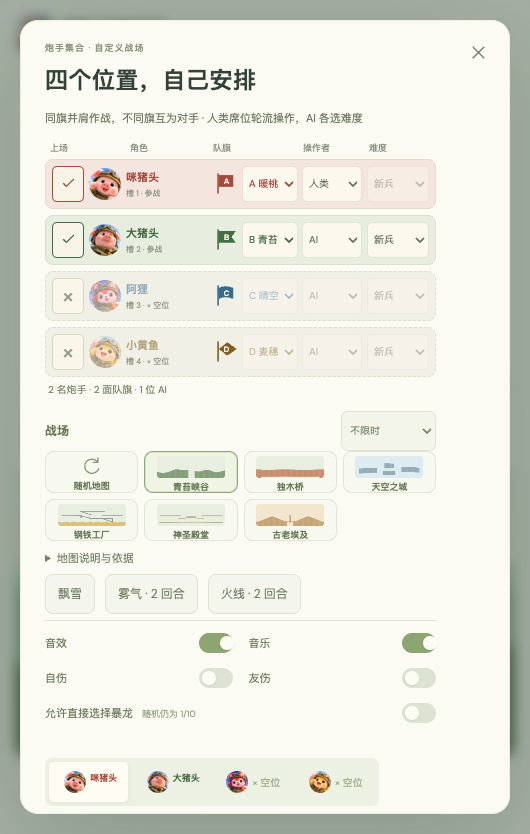 炮手集合 · 自定义战场
四个位置，自己安排
同旗并肩作战，不同旗互为对手 · 人类席位轮流操作，AI 各选难度
上场 角色 队旗 操作者 难度
咪猪头 A A 暖桃 人类 新兵
槽 1 · 参战
大猪头 B B 青苔 AI 新兵
槽 2 · 参战
阿狸 C C 晴空 AI 新兵
槽 3 · × 空位
小黄鱼 D D 麦穗 AI 新兵
槽 4 · × 空位
2 名炮手 · 2 面队旗 · 1 位 AI
战场 不限时
随机地图 青苔峡谷 独木桥 天空之城
钢铁工厂 神圣殿堂 古老埃及
地图说明与依据
飘雪 雾气 · 2 回合 火线 · 2 回合
音效 音乐
自伤 友伤
允许直接选择暴龙 随机仍为 1/10
咪猪头 大猪头 × 空位 × 空位